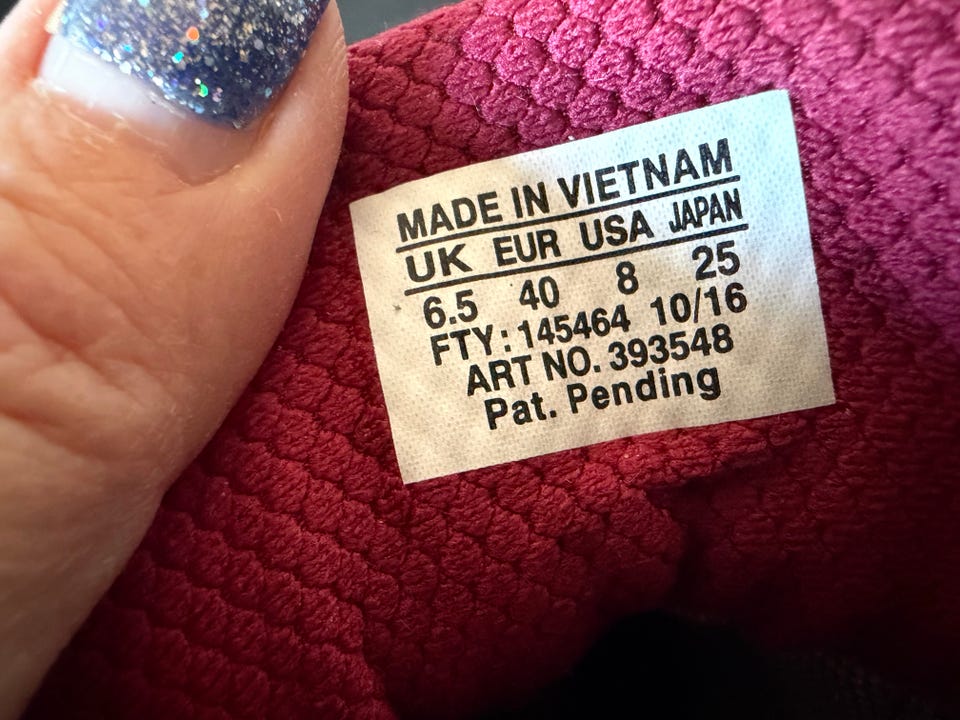 MADE IN VIETNAM
UK EUR USA JAPAN
6.5 40 8 25
FTY: 145464 10/16
ART NO. 393548
Pat. Pending